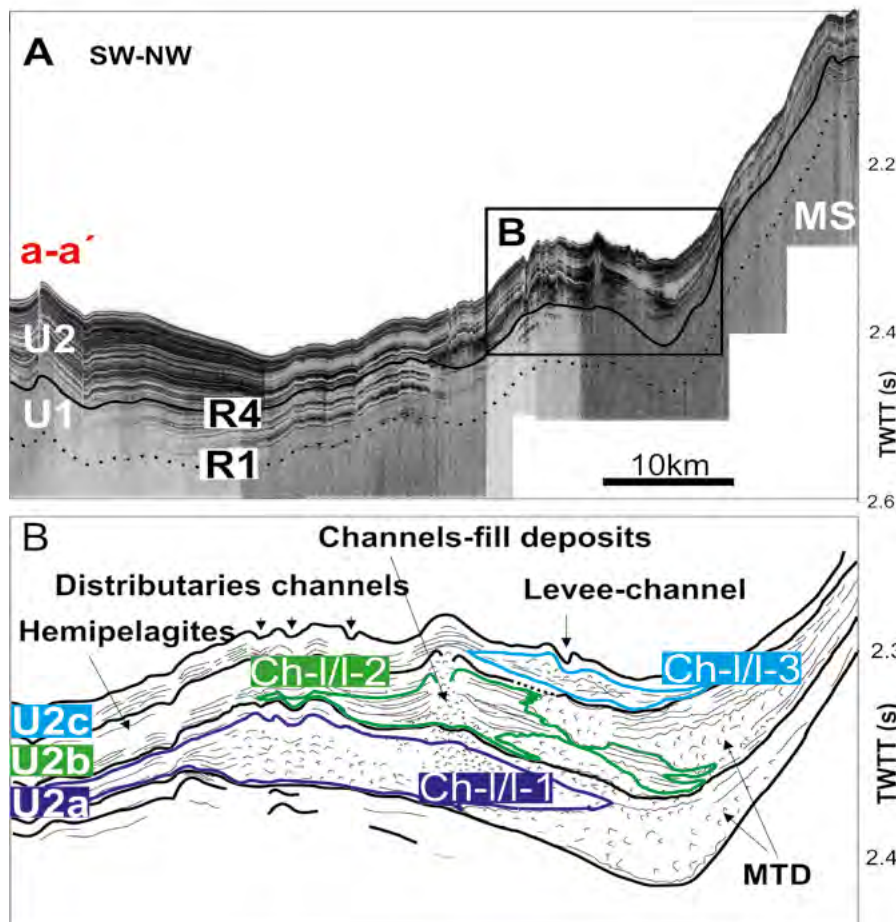 A SW-NW
2.2
MS
B
a-a´
U2
2.4
U1
R4
R1
10km
TWTT (s)
2.6
B
Channels-fill deposits
Distributaries channels
Levee-channel
Hemipelagites
2.3
Ch-l/l-2
Ch-l/l-3
U2c
U2b
TWTT (s)
U2a
Ch-l/l-1
MTD
2.4